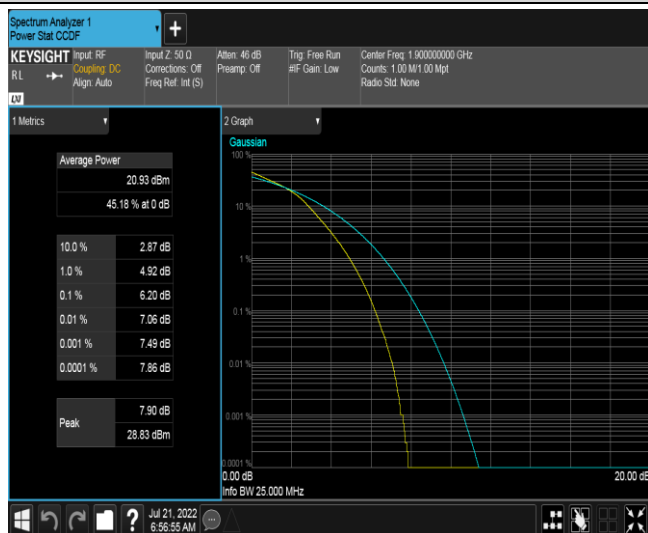 Spectrum Analyzer 1
Power Stat CCDF
KEYSIGHT
RL
LXI
Input: RF
Coupling: DC
Align: Auto
Input Z: 50 Ω
Corrections: Off
Freq Ref: Int (S)
Atten: 46 dB
Preamp: Off
Trig: Free Run
#IF Gain: Low
Center Freq: 1.900000000 GHz
Counts: 1.00 M/1.00 Mpt
Radio Std: None
1 Metrics
Average Power
20.93 dBm
45.18 % at 0 dB
10.0 % 2.87 dB
1.0 % 4.92 dB
0.1 % 6.20 dB
0.01 % 7.06 dB
0.001 % 7.49 dB
0.0001 % 7.86 dB
Peak
7.90 dB
28.83 dBm
2 Graph
Gaussian
100 %
10 %
1 %
0.1 %
0.01 %
0.001 %
0.0001 %
0.00 dB 20.00 dB
Info BW 25.000 MHz
? Jul 21, 2022
6:56:55 AM